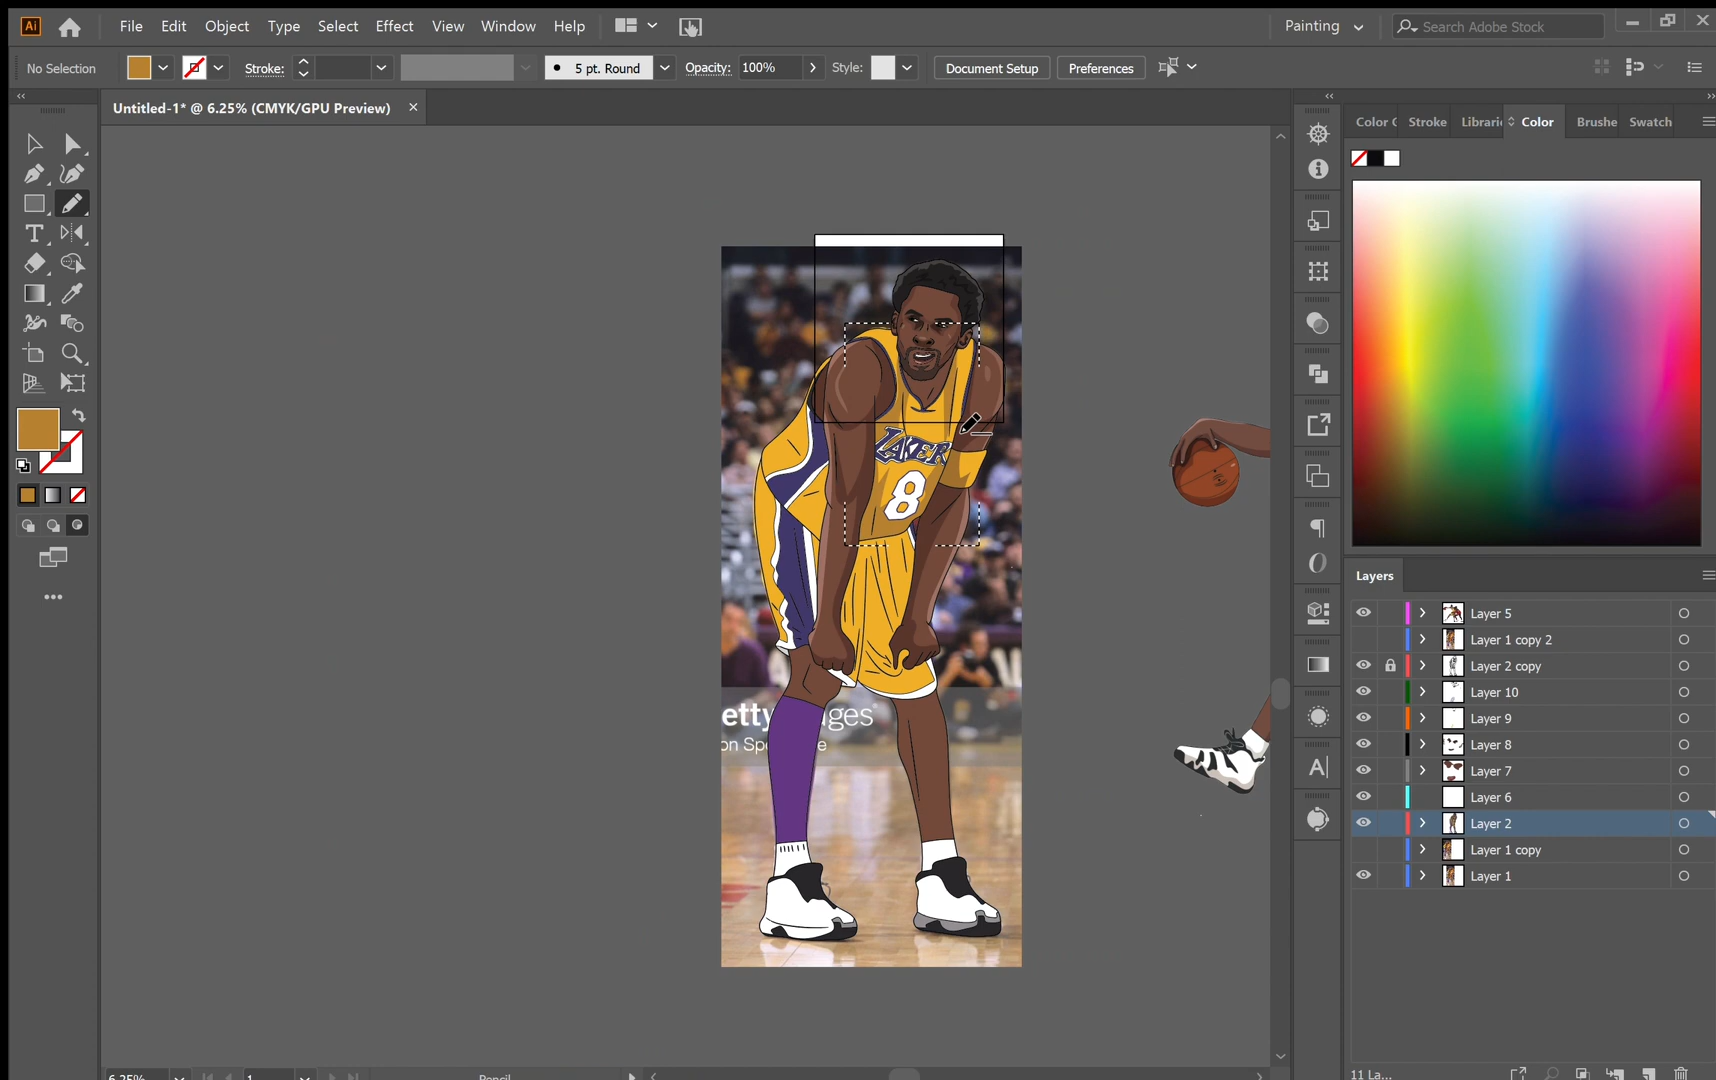 Ai File Edit Object Type Select Effect View Window Help Painting Search Adobe Stock
No Selection Stroke: 5 pt. Round Opacity: 100% Style: Document Setup Preferences
Untitled-1* @ 6.25% (CMYK/GPU Preview)
Color G Stroke Librari Color Brushe Swatch
LAKER
8
etty ges
on Sp e
Layers
Layer 5
Layer 1 copy 2
Layer 2 copy
Layer 10
Layer 9
Layer 8
Layer 7
Layer 6
Layer 2
Layer 1 copy
Layer 1
6.25% 1 Pencil 11 La...